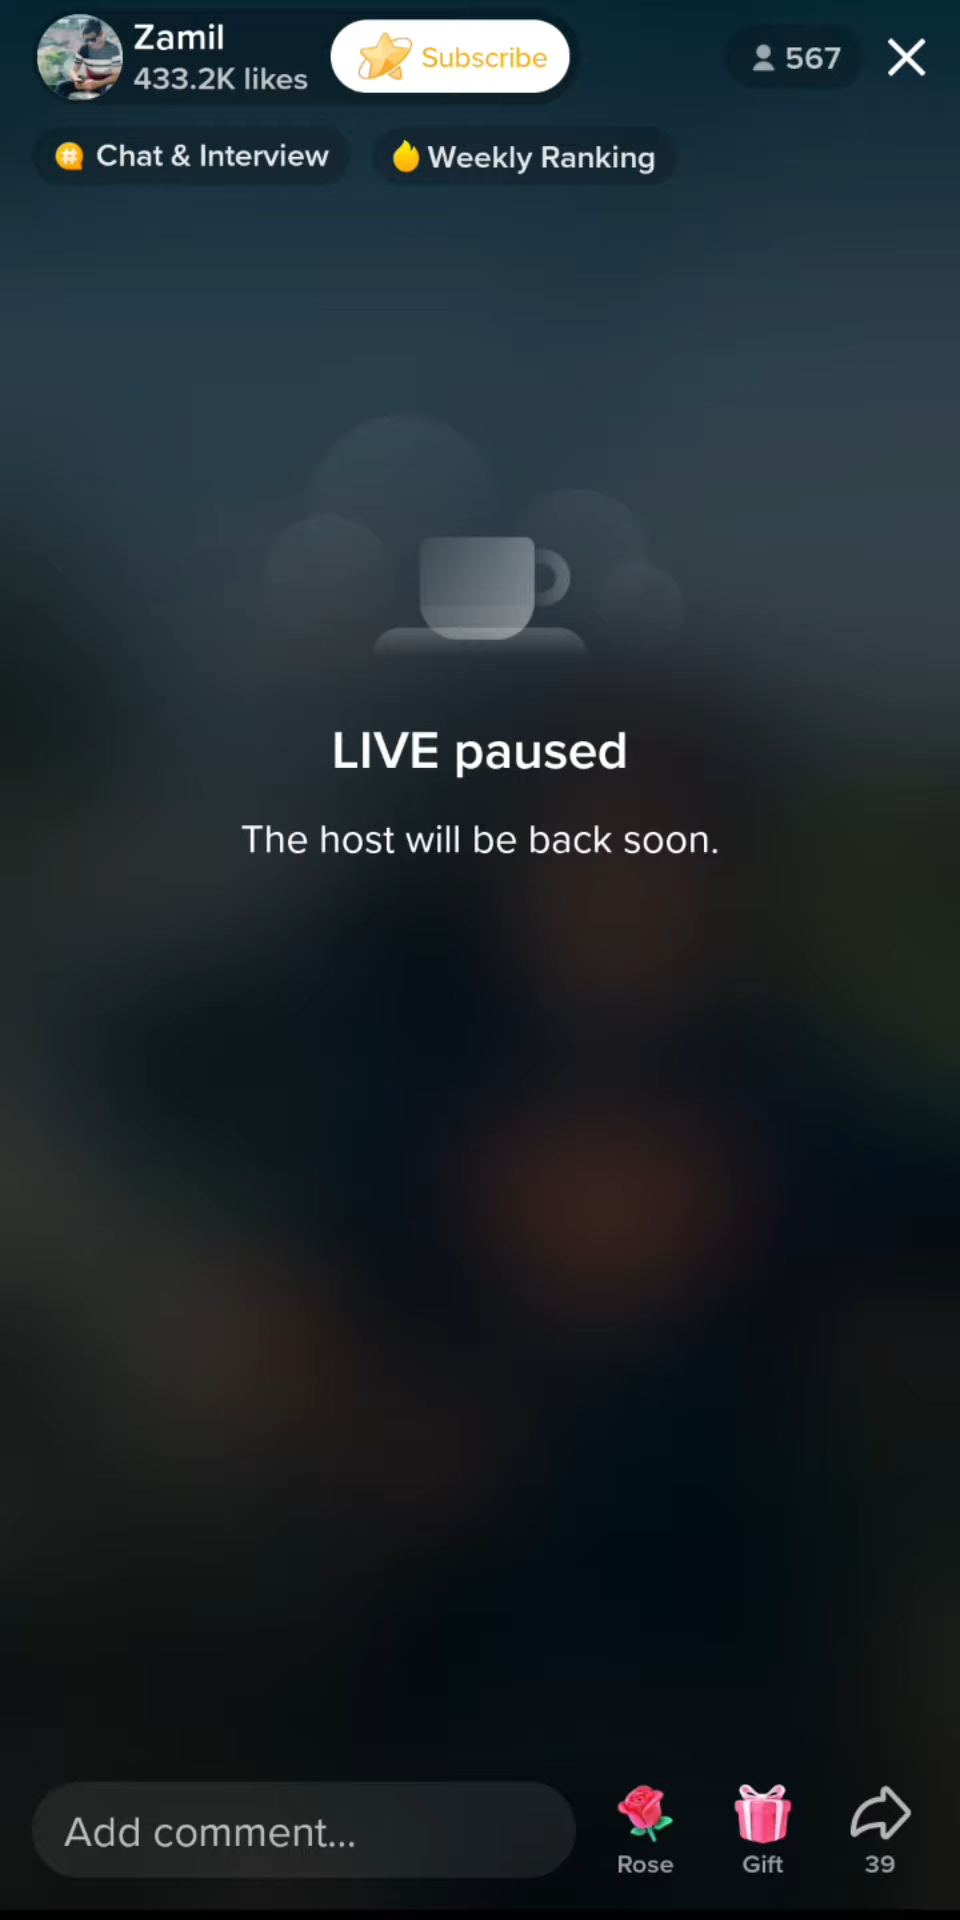 Zamil
433.2K likes
Subscribe
567
Chat & Interview
Weekly Ranking
LIVE paused
The host will be back soon.
Add comment...
Rose
Gift
39